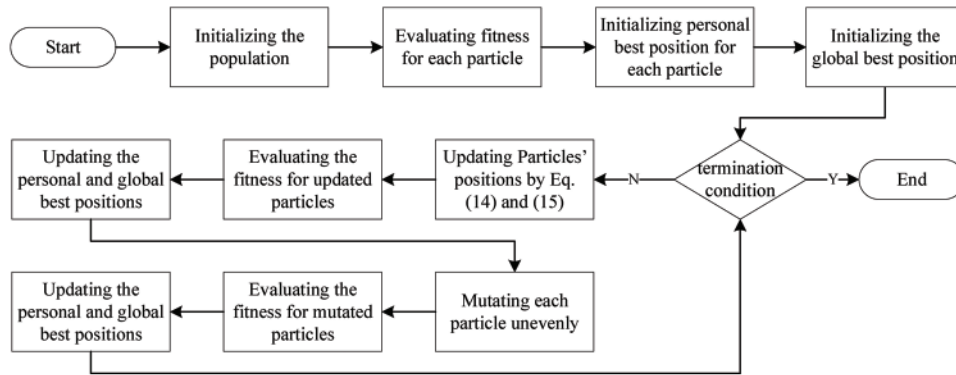 Start
Initializing the
population
Evaluating fitness
for each particle
Initializing personal
best position for
each particle
Initializing the
global best position
termination
condition
Y
End
N
Updating Particles’
positions by Eq.
(14) and (15)
Evaluating the
fitness for updated
particles
Updating the
personal and global
best positions
Mutating each
particle unevenly
Evaluating the
fitness for mutated
particles
Updating the
personal and global
best positions